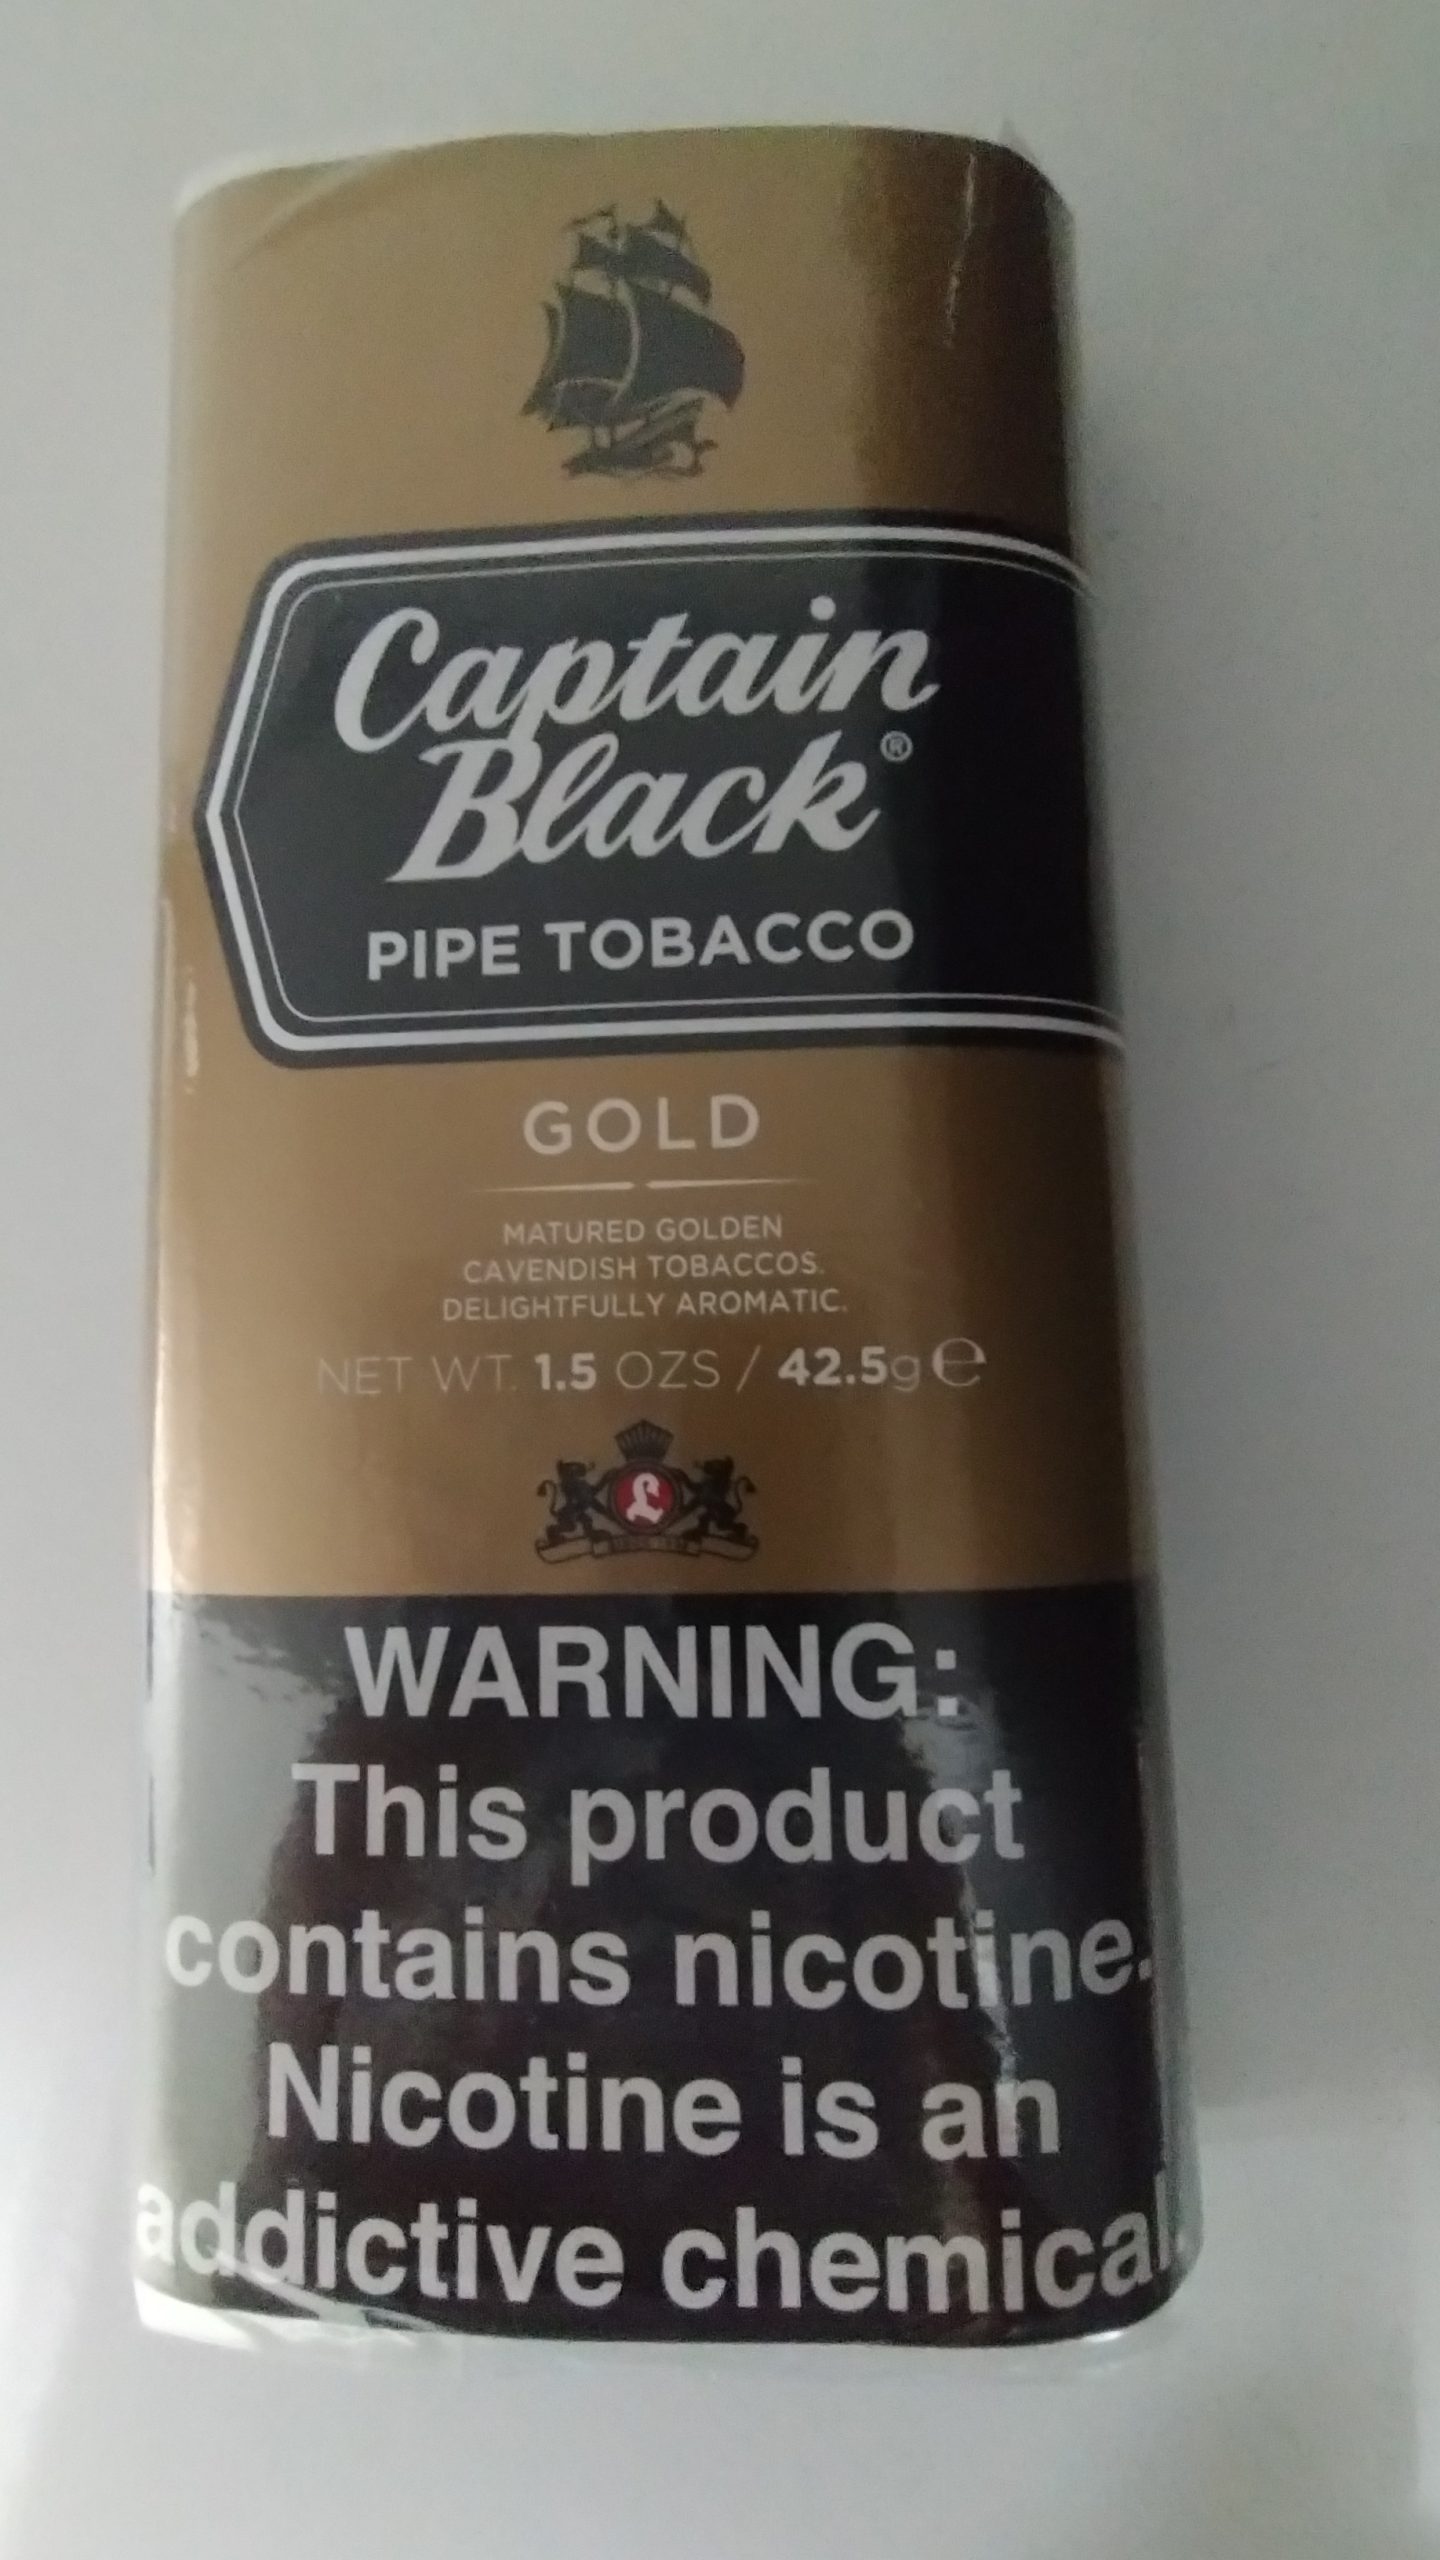 Captain
Black®
PIPE TOBACCO
GOLD
MATURED GOLDEN
CAVENDISH TOBACCOS.
DELIGHTFULLY AROMATIC.
NET WT. 1.5 OZS / 42.5g ℮
L
WARNING:
This product
contains nicotine.
Nicotine is an
addictive chemical.